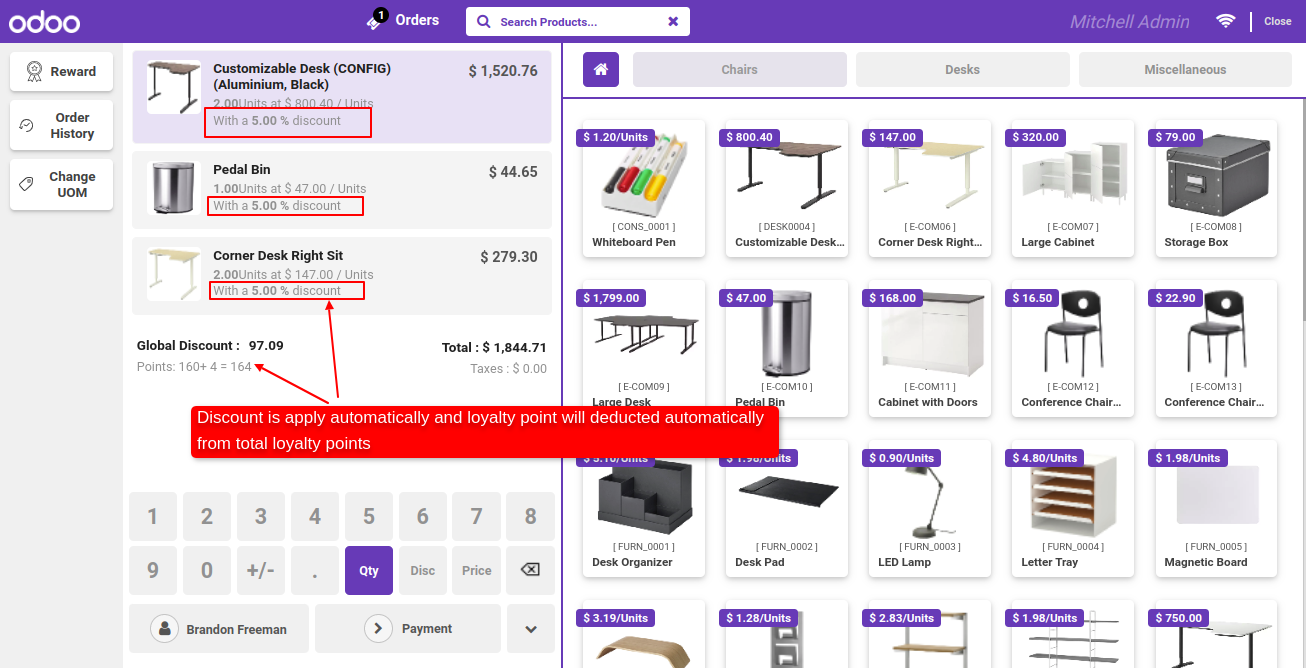 odoo
1
Orders
Search Products...
Mitchell Admin
Close
Reward
Order
History
Change
UOM
Customizable Desk (CONFIG)
(Aluminium, Black)
$ 1,520.76
2.00Units at $ 800.40 / Units
With a 5.00 % discount
Pedal Bin
$ 44.65
1.00Units at $ 47.00 / Units
With a 5.00 % discount
Corner Desk Right Sit
$ 279.30
2.00Units at $ 147.00 / Units
With a 5.00 % discount
Global Discount : 97.09
Total : $ 1,844.71
Points: 160+ 4 = 164
Taxes : $ 0.00
Discount is apply automatically and loyalty point will deducted automatically
from total loyalty points
1 2 3 4 5 6 7 8
9 0 +/- . Qty Disc Price
Brandon Freeman
Payment
Chairs
Desks
Miscellaneous
$ 1.20/Units
[ CONS_0001 ]
Whiteboard Pen
$ 800.40
[ DESK0004 ]
Customizable Desk...
$ 147.00
[ E-COM06 ]
Corner Desk Right...
$ 320.00
[ E-COM07 ]
Large Cabinet
$ 79.00
[ E-COM08 ]
Storage Box
$ 1,799.00
[ E-COM09 ]
Large Desk
$ 47.00
[ E-COM10 ]
Pedal Bin
$ 168.00
[ E-COM11 ]
Cabinet with Doors
$ 16.50
[ E-COM12 ]
Conference Chair...
$ 22.90
[ E-COM13 ]
Conference Chair...
$ 5.10/Units
[ FURN_0001 ]
Desk Organizer
$ 1.98/Units
[ FURN_0002 ]
Desk Pad
$ 0.90/Units
[ FURN_0003 ]
LED Lamp
$ 4.80/Units
[ FURN_0004 ]
Letter Tray
$ 1.98/Units
[ FURN_0005 ]
Magnetic Board
$ 3.19/Units
$ 1.28/Units
$ 2.83/Units
$ 1.98/Units
$ 750.00